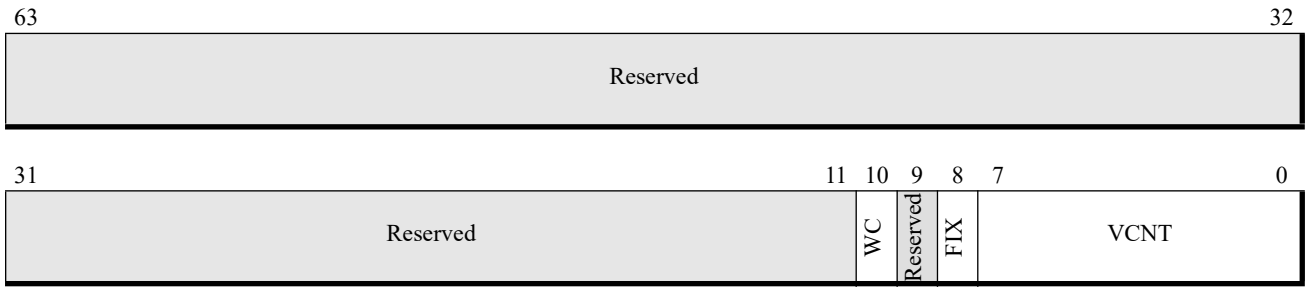 63 32
Reserved
31 11 10 9 8 7 0
Reserved WC Reserved FIX VCNT